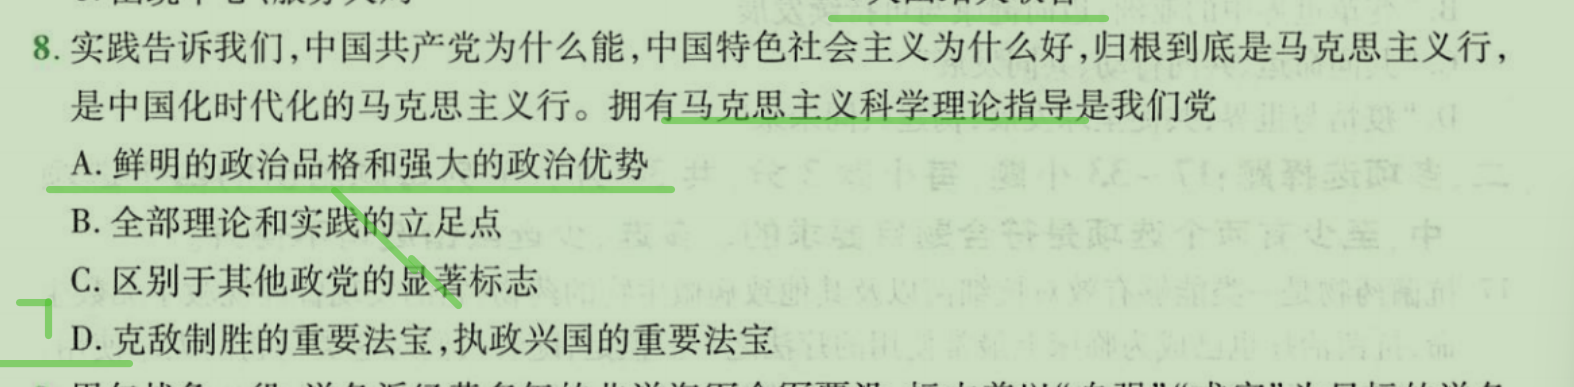 8. 实践告诉我们,中国共产党为什么能,中国特色社会主义为什么好,归根到底是马克思主义行,
是中国化时代化的马克思主义行。拥有马克思主义科学理论指导是我们党
A. 鲜明的政治品格和强大的政治优势
B. 全部理论和实践的立足点
C. 区别于其他政党的显著标志
D. 克敌制胜的重要法宝,执政兴国的重要法宝